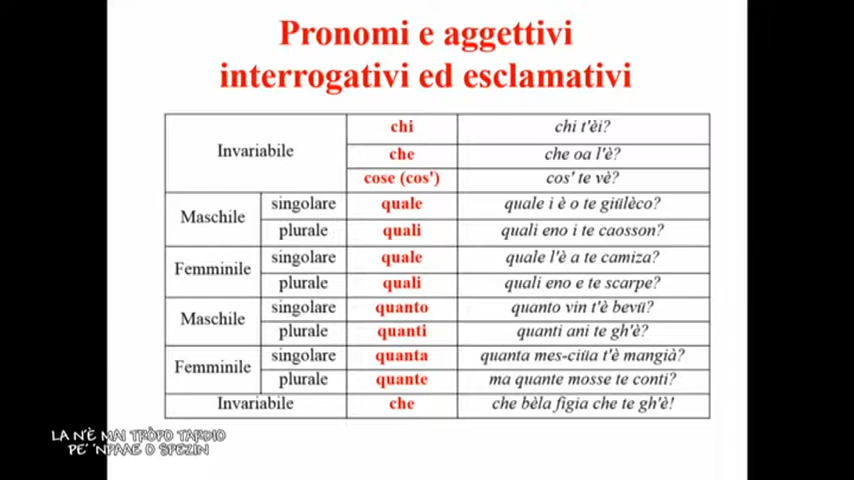 Pronomi e aggettivi
interrogativi ed esclamativi
Invariabile chi chi t'èi?
che che oa l'è?
cose (cos') cos' te vè?
Maschile singolare quale quale i è o te giülèco?
plurale quali quali eno i te caosson?
Femminile singolare quale quale l'è a te camiza?
plurale quali quali eno e te scarpe?
Maschile singolare quanto quanto vin t'è bevü?
plurale quanti quanti ani te gh'è?
Femminile singolare quanta quanta mes-ciüa t'è mangià?
plurale quante ma quante mosse te conti?
Invariabile che che bèla figia che te gh'è!
LA N'È MAI TRÒPO TARDIO
PE' 'NPAAE O SPEZIN